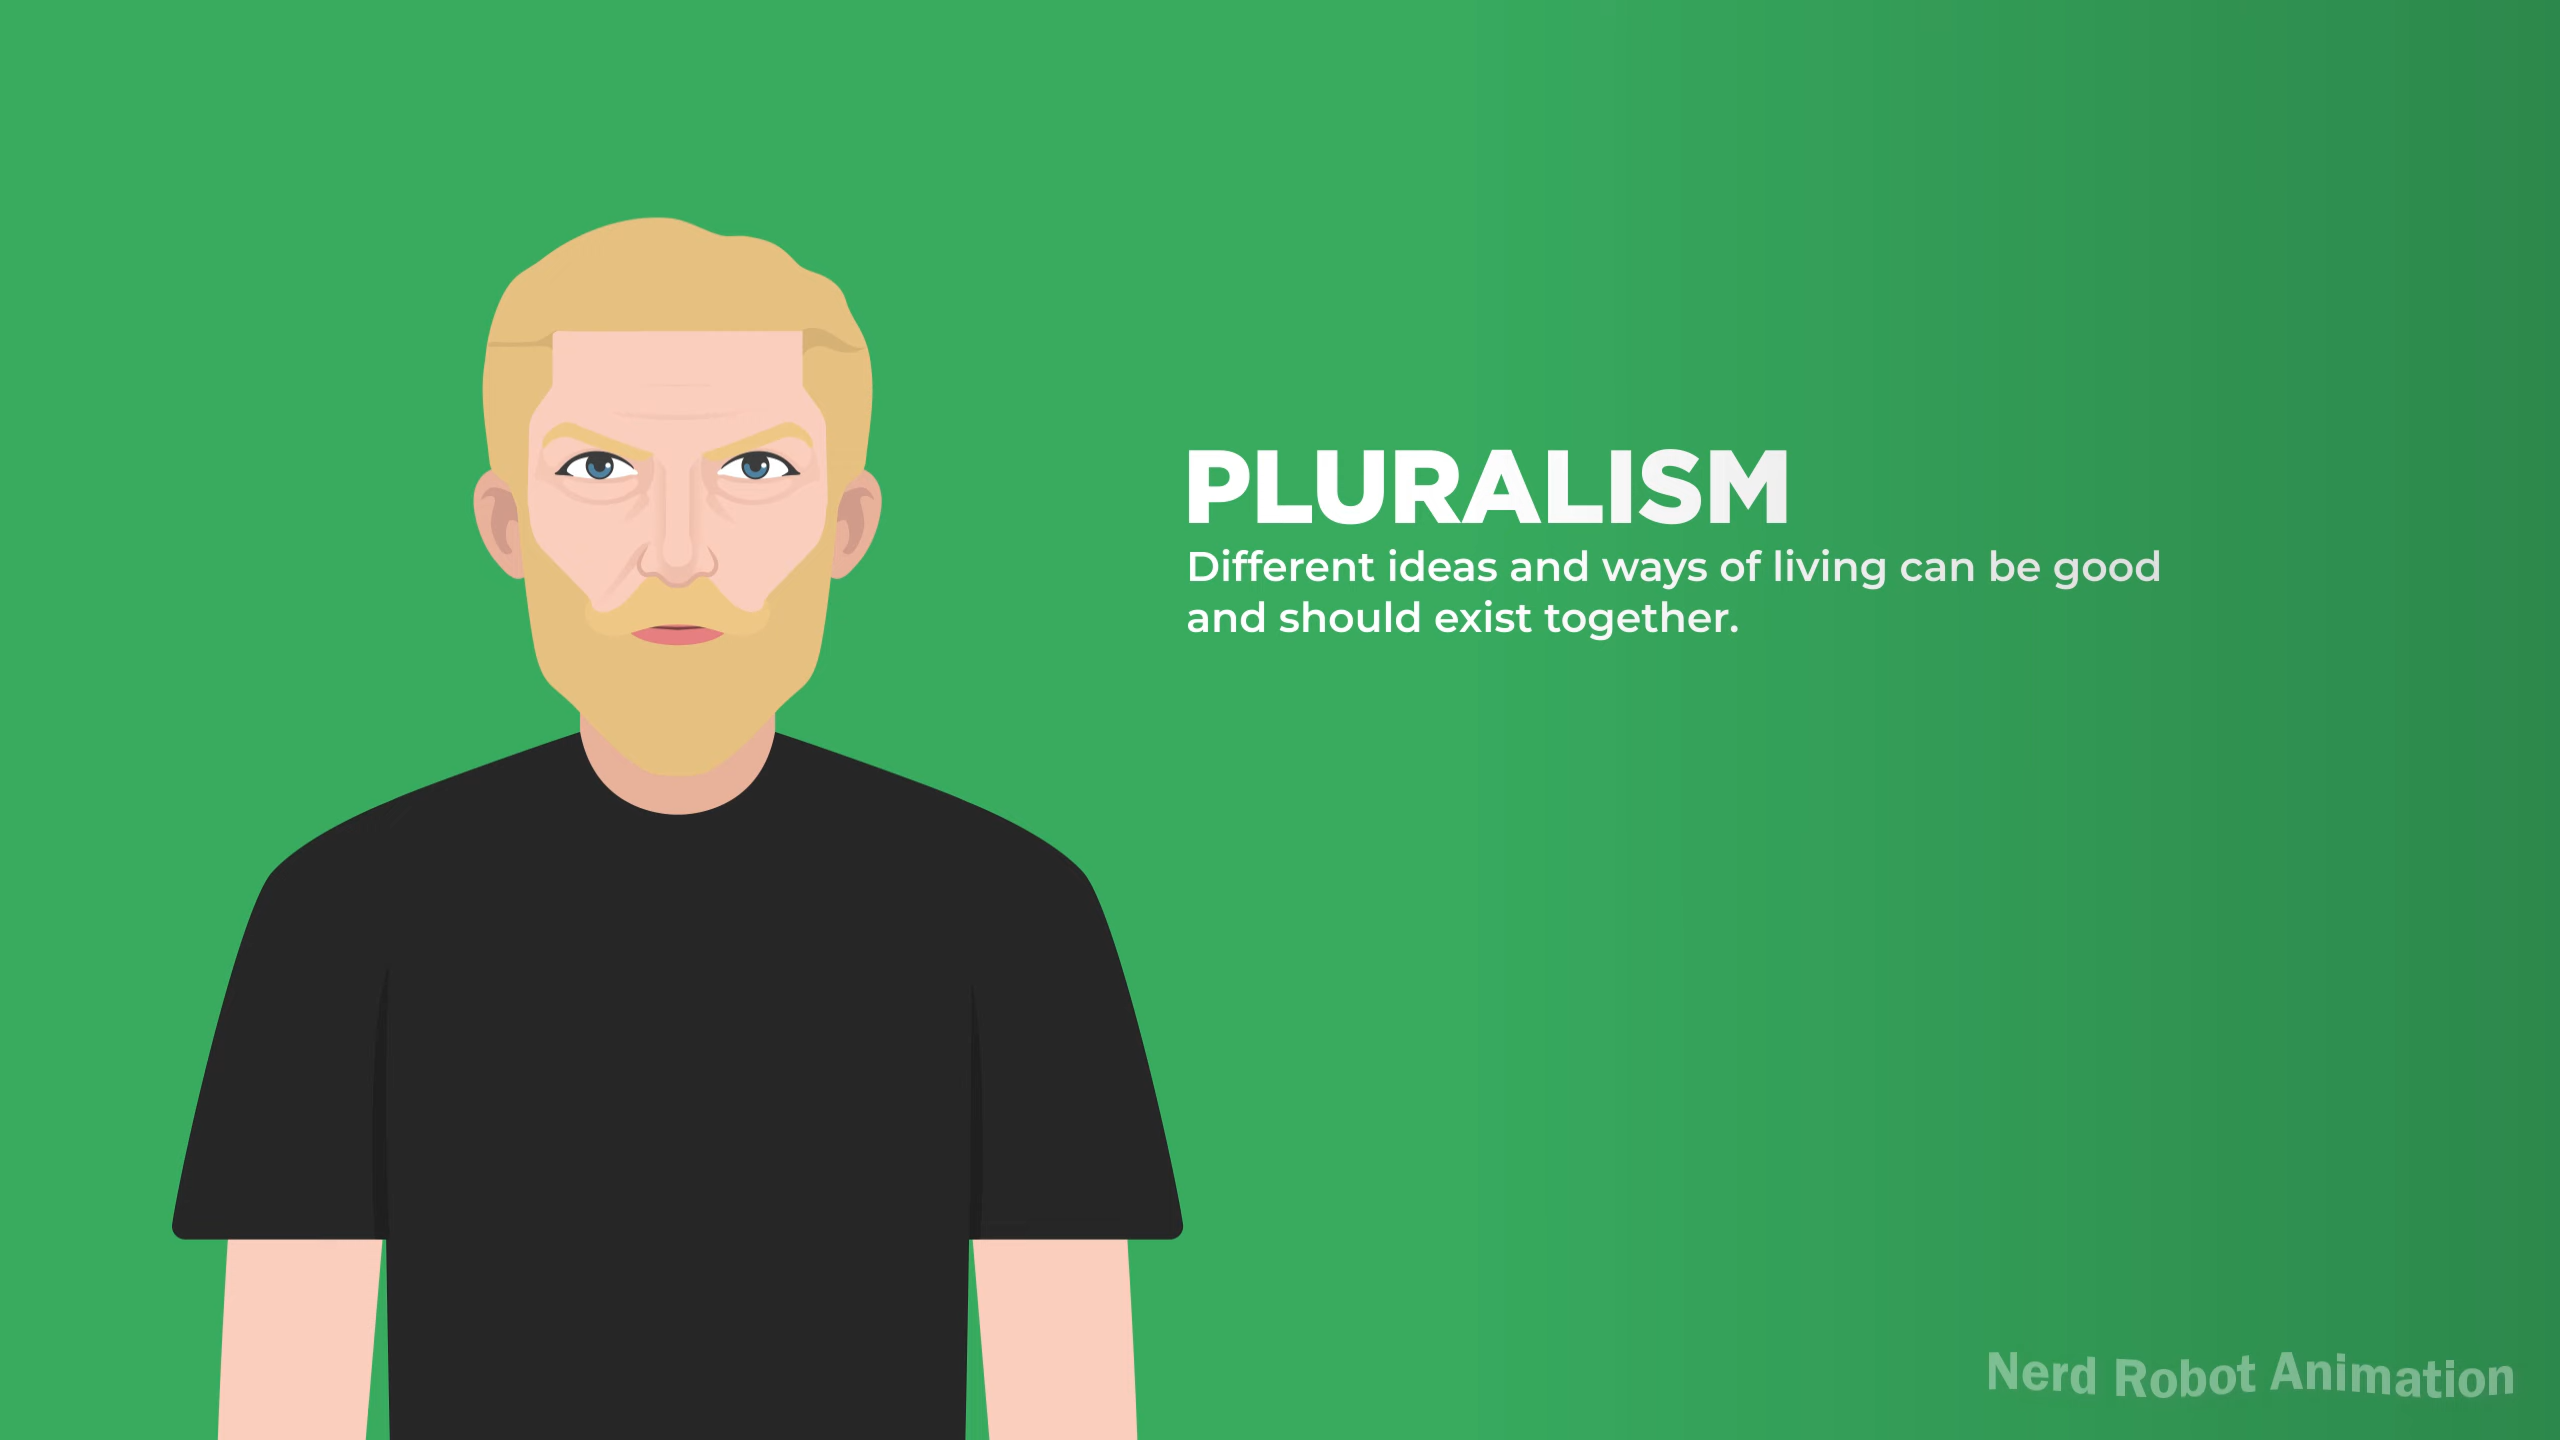 PLURALISM
Different ideas and ways of living can be good
and should exist together.
Nerd Robot Animation